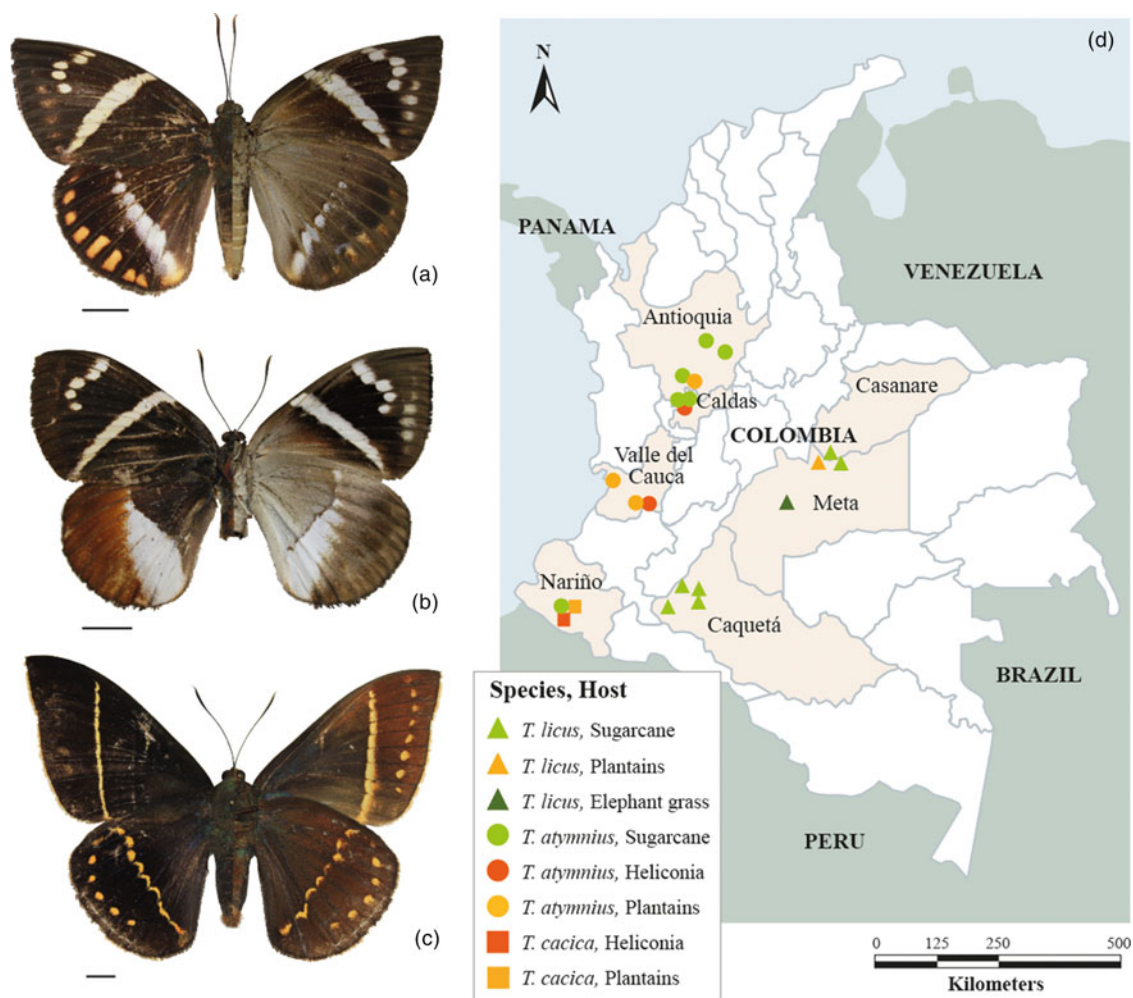 (a)
(b)
(c)
(d)
N
PANAMA
VENEZUELA
Antioquia
Casanare
Caldas
COLOMBIA
Valle del
Cauca
Meta
Nariño
Caquetá
BRAZIL
PERU
Species, Host
T. licus, Sugarcane
T. licus, Plantains
T. licus, Elephant grass
T. atymnius, Sugarcane
T. atymnius, Heliconia
T. atymnius, Plantains
T. cacica, Heliconia
T. cacica, Plantains
0 125 250 500
Kilometers